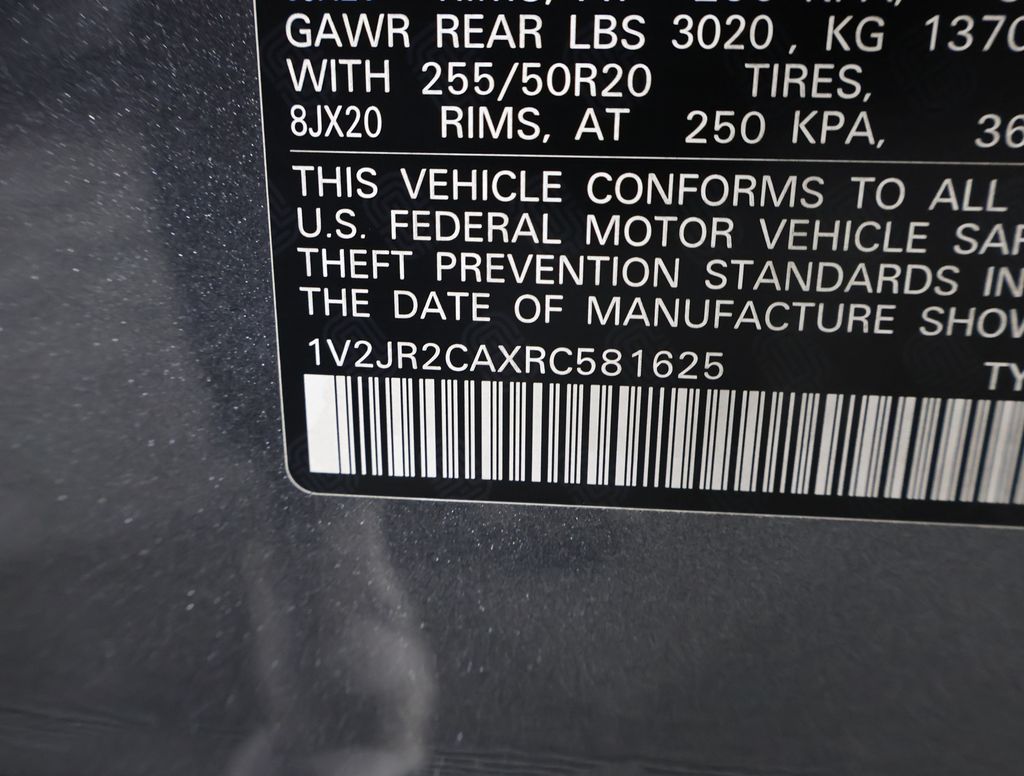 GAWR REAR LBS 3020 , KG 1370
WITH 255/50R20 TIRES,
8JX20 RIMS, AT 250 KPA, 36
THIS VEHICLE CONFORMS TO ALL
U.S. FEDERAL MOTOR VEHICLE SAF
THEFT PREVENTION STANDARDS IN
THE DATE OF MANUFACTURE SHOW
1V2JR2CAXRC581625
TY